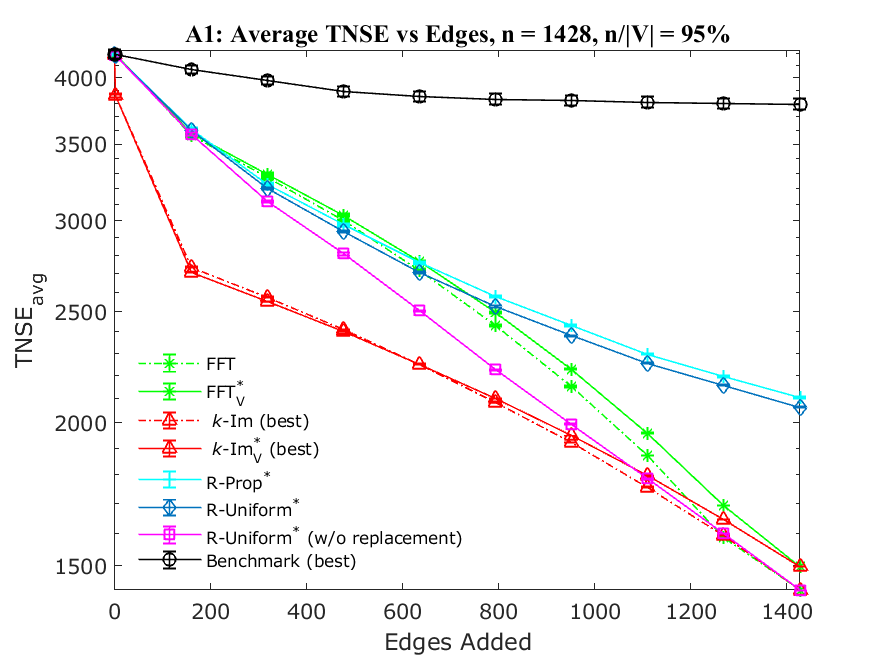 A1: Average TNSE vs Edges, n = 1428, n/|V| = 95%
TNSE_avg
4000
3500
3000
2500
2000
1500
FFT
FFT*_V
k-Im (best)
k-Im*_V (best)
R-Prop*
R-Uniform*
R-Uniform* (w/o replacement)
Benchmark (best)
0 200 400 600 800 1000 1200 1400
Edges Added